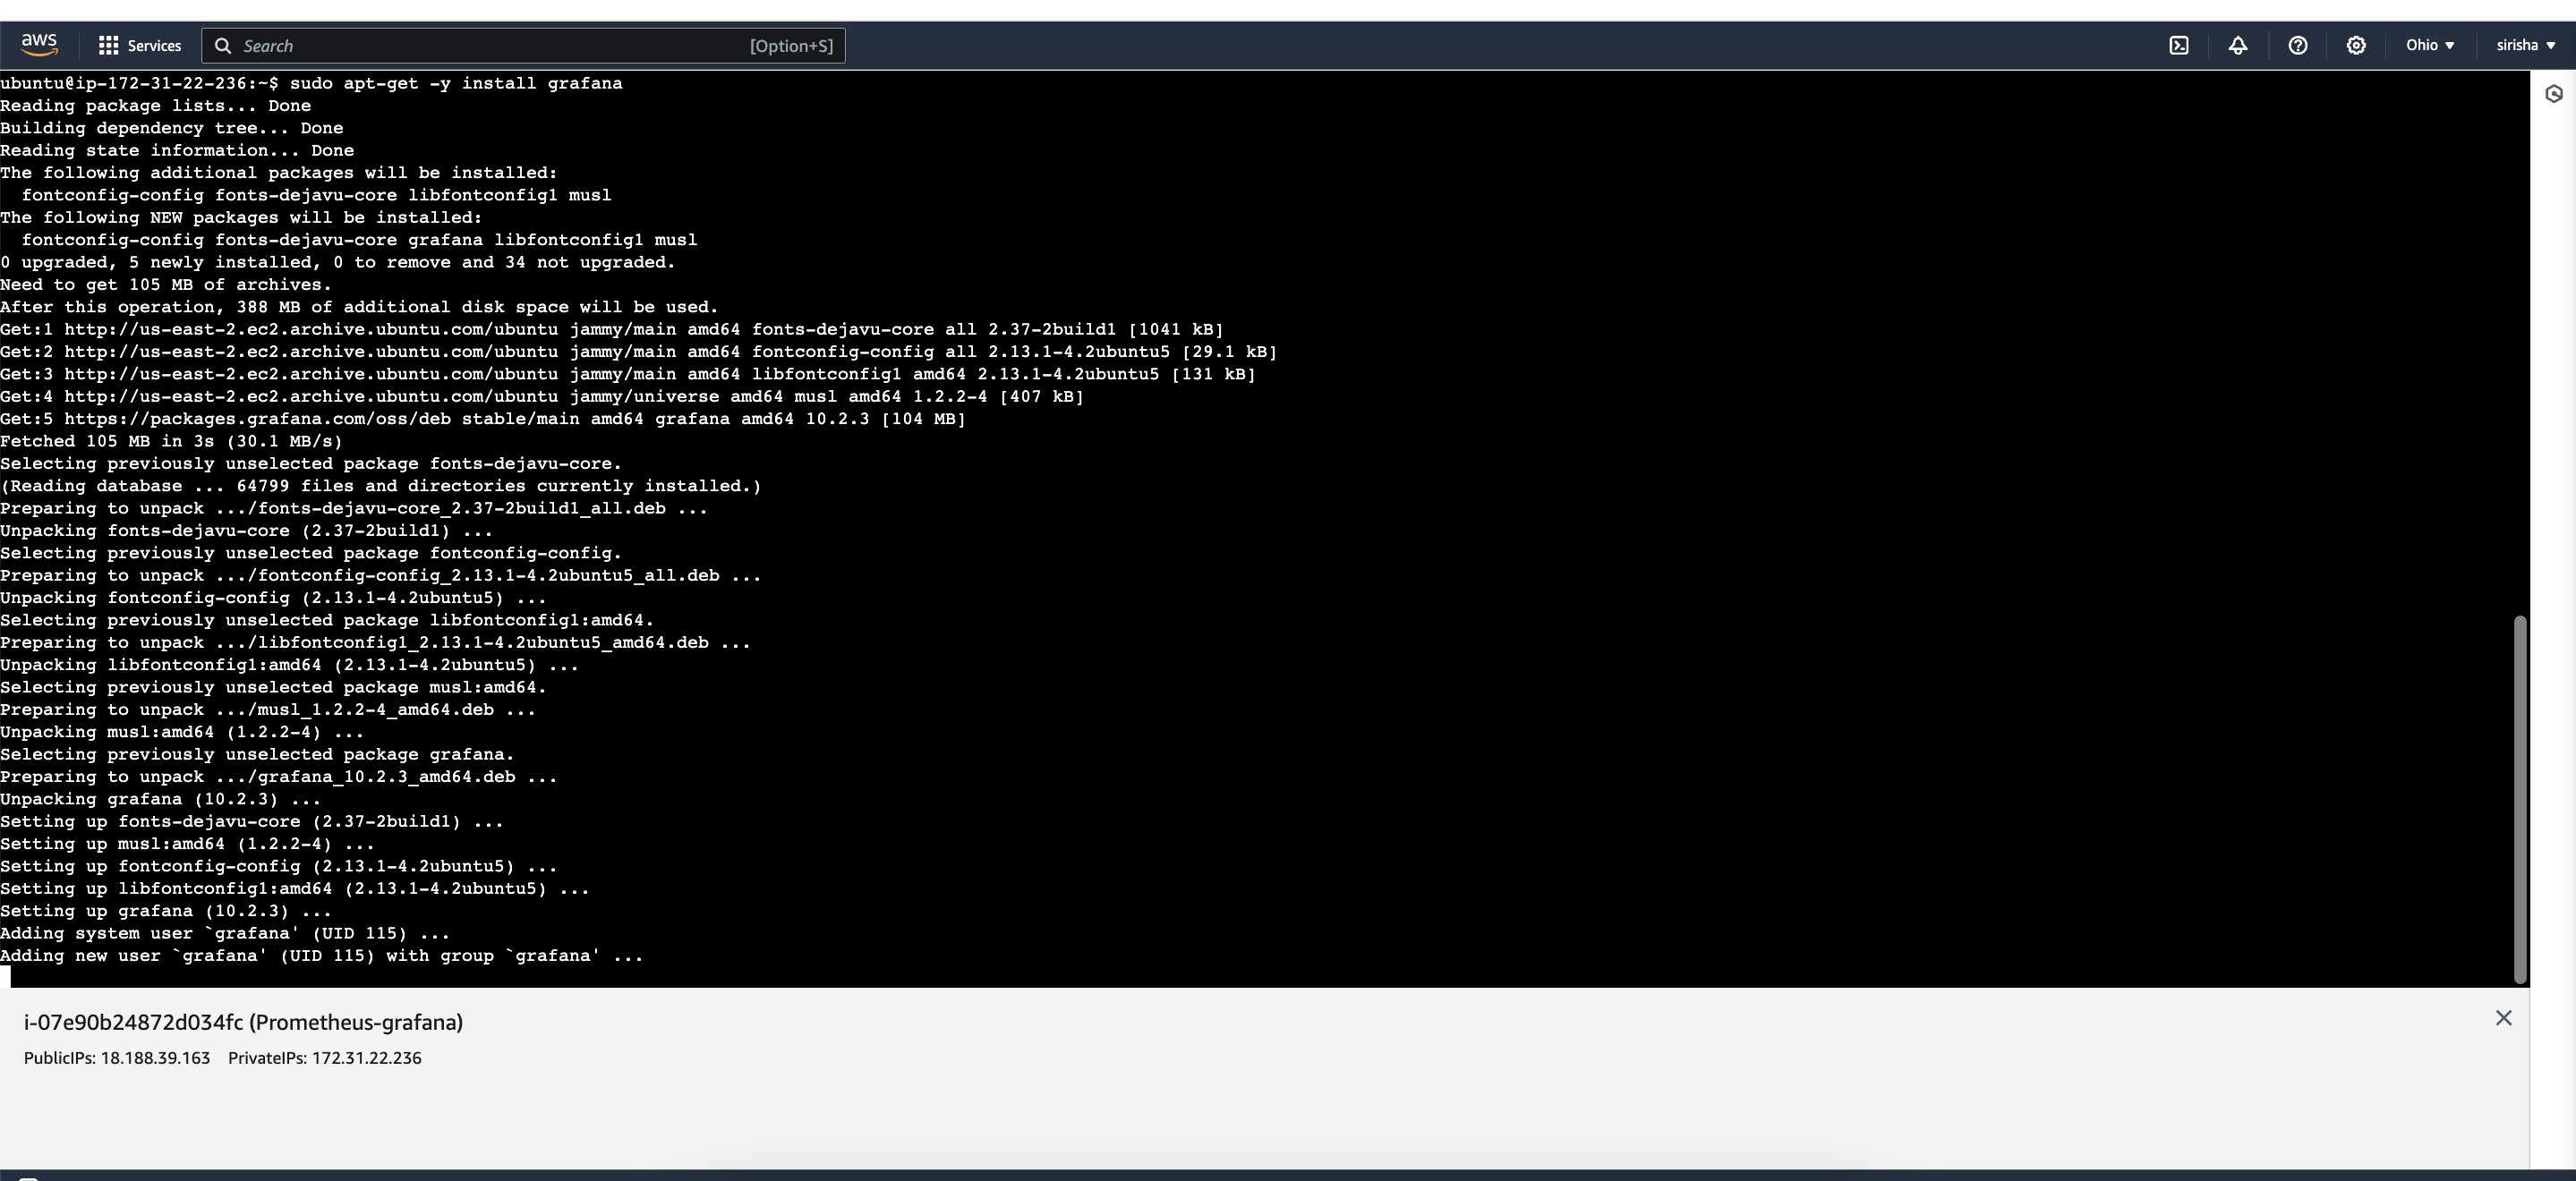 aws
Services
Search
[Option+S]
Ohio
sirisha
ubuntu@ip-172-31-22-236:~$ sudo apt-get -y install grafana
Reading package lists... Done
Building dependency tree... Done
Reading state information... Done
The following additional packages will be installed:
  fontconfig-config fonts-dejavu-core libfontconfig1 musl
The following NEW packages will be installed:
  fontconfig-config fonts-dejavu-core grafana libfontconfig1 musl
0 upgraded, 5 newly installed, 0 to remove and 34 not upgraded.
Need to get 105 MB of archives.
After this operation, 388 MB of additional disk space will be used.
Get:1 http://us-east-2.ec2.archive.ubuntu.com/ubuntu jammy/main amd64 fonts-dejavu-core all 2.37-2build1 [1041 kB]
Get:2 http://us-east-2.ec2.archive.ubuntu.com/ubuntu jammy/main amd64 fontconfig-config all 2.13.1-4.2ubuntu5 [29.1 kB]
Get:3 http://us-east-2.ec2.archive.ubuntu.com/ubuntu jammy/main amd64 libfontconfig1 amd64 2.13.1-4.2ubuntu5 [131 kB]
Get:4 http://us-east-2.ec2.archive.ubuntu.com/ubuntu jammy/universe amd64 musl amd64 1.2.2-4 [407 kB]
Get:5 https://packages.grafana.com/oss/deb stable/main amd64 grafana amd64 10.2.3 [104 MB]
Fetched 105 MB in 3s (30.1 MB/s)
Selecting previously unselected package fonts-dejavu-core.
(Reading database ... 64799 files and directories currently installed.)
Preparing to unpack .../fonts-dejavu-core_2.37-2build1_all.deb ...
Unpacking fonts-dejavu-core (2.37-2build1) ...
Selecting previously unselected package fontconfig-config.
Preparing to unpack .../fontconfig-config_2.13.1-4.2ubuntu5_all.deb ...
Unpacking fontconfig-config (2.13.1-4.2ubuntu5) ...
Selecting previously unselected package libfontconfig1:amd64.
Preparing to unpack .../libfontconfig1_2.13.1-4.2ubuntu5_amd64.deb ...
Unpacking libfontconfig1:amd64 (2.13.1-4.2ubuntu5) ...
Selecting previously unselected package musl:amd64.
Preparing to unpack .../musl_1.2.2-4_amd64.deb ...
Unpacking musl:amd64 (1.2.2-4) ...
Selecting previously unselected package grafana.
Preparing to unpack .../grafana_10.2.3_amd64.deb ...
Unpacking grafana (10.2.3) ...
Setting up fonts-dejavu-core (2.37-2build1) ...
Setting up musl:amd64 (1.2.2-4) ...
Setting up fontconfig-config (2.13.1-4.2ubuntu5) ...
Setting up libfontconfig1:amd64 (2.13.1-4.2ubuntu5) ...
Setting up grafana (10.2.3) ...
Adding system user `grafana' (UID 115) ...
Adding new user `grafana' (UID 115) with group `grafana' ...
i-07e90b24872d034fc (Prometheus-grafana)
PublicIPs: 18.188.39.163    PrivateIPs: 172.31.22.236